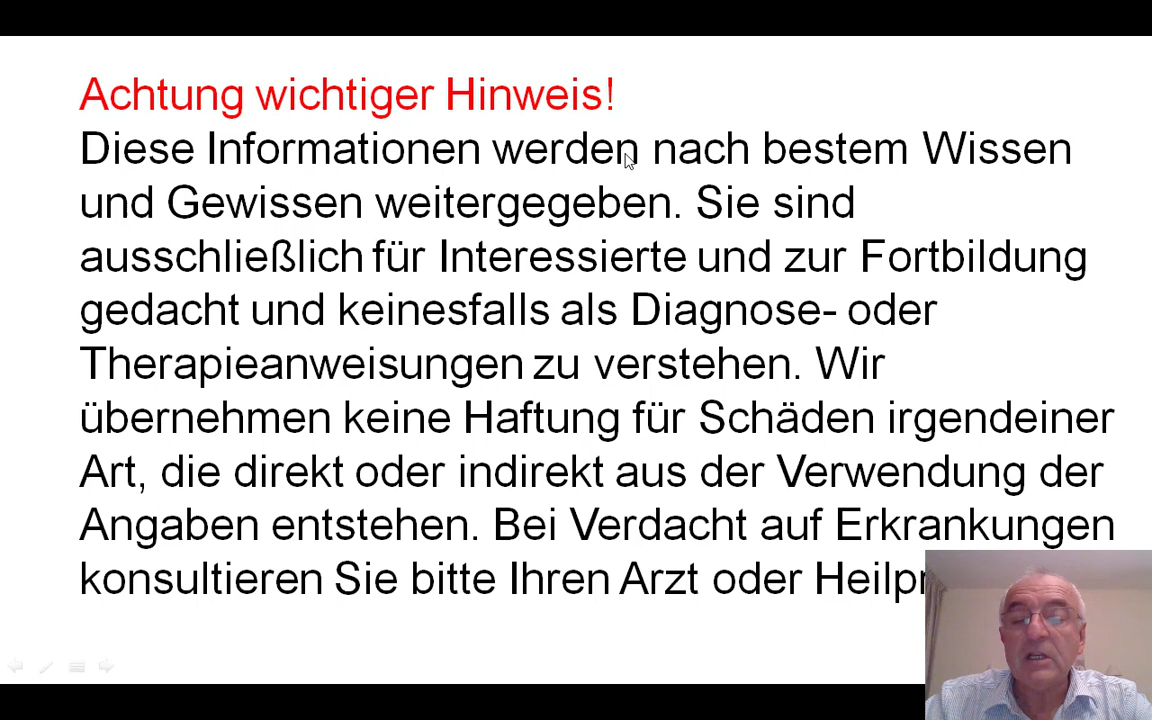 Achtung wichtiger Hinweis!
Diese Informationen werden nach bestem Wissen
und Gewissen weitergegeben. Sie sind
ausschließlich für Interessierte und zur Fortbildung
gedacht und keinesfalls als Diagnose- oder
Therapieanweisungen zu verstehen. Wir
übernehmen keine Haftung für Schäden irgendeiner
Art, die direkt oder indirekt aus der Verwendung der
Angaben entstehen. Bei Verdacht auf Erkrankungen
konsultieren Sie bitte Ihren Arzt oder